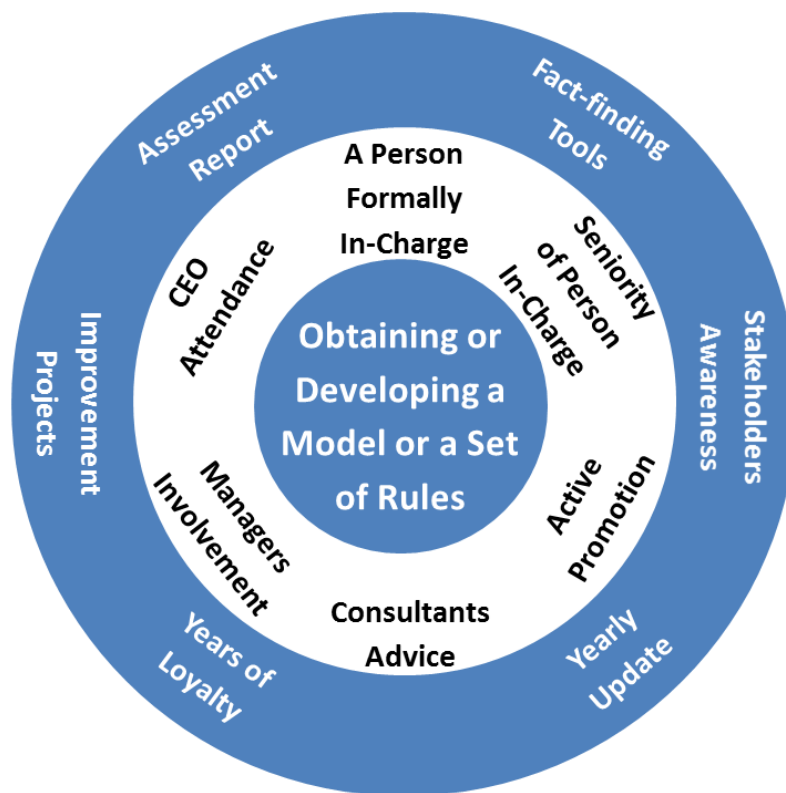 Assessment
Report
Fact-finding
Tools
Stakeholders
Awareness
Yearly
Update
Years of
Loyalty
Improvement
Projects
A Person
Formally
In-Charge
Seniority
of Person
In-Charge
Active
Promotion
Consultants
Advice
Managers
Involvement
CEO
Attendance
Obtaining or
Developing a
Model or a Set
of Rules